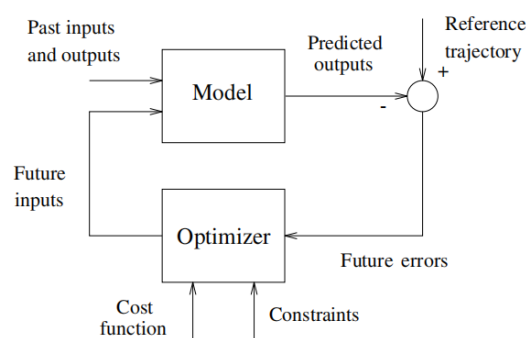 Past inputs
and outputs
Model
Predicted
outputs
Reference
trajectory
+
-
Future
inputs
Optimizer
Future errors
Cost
function
Constraints